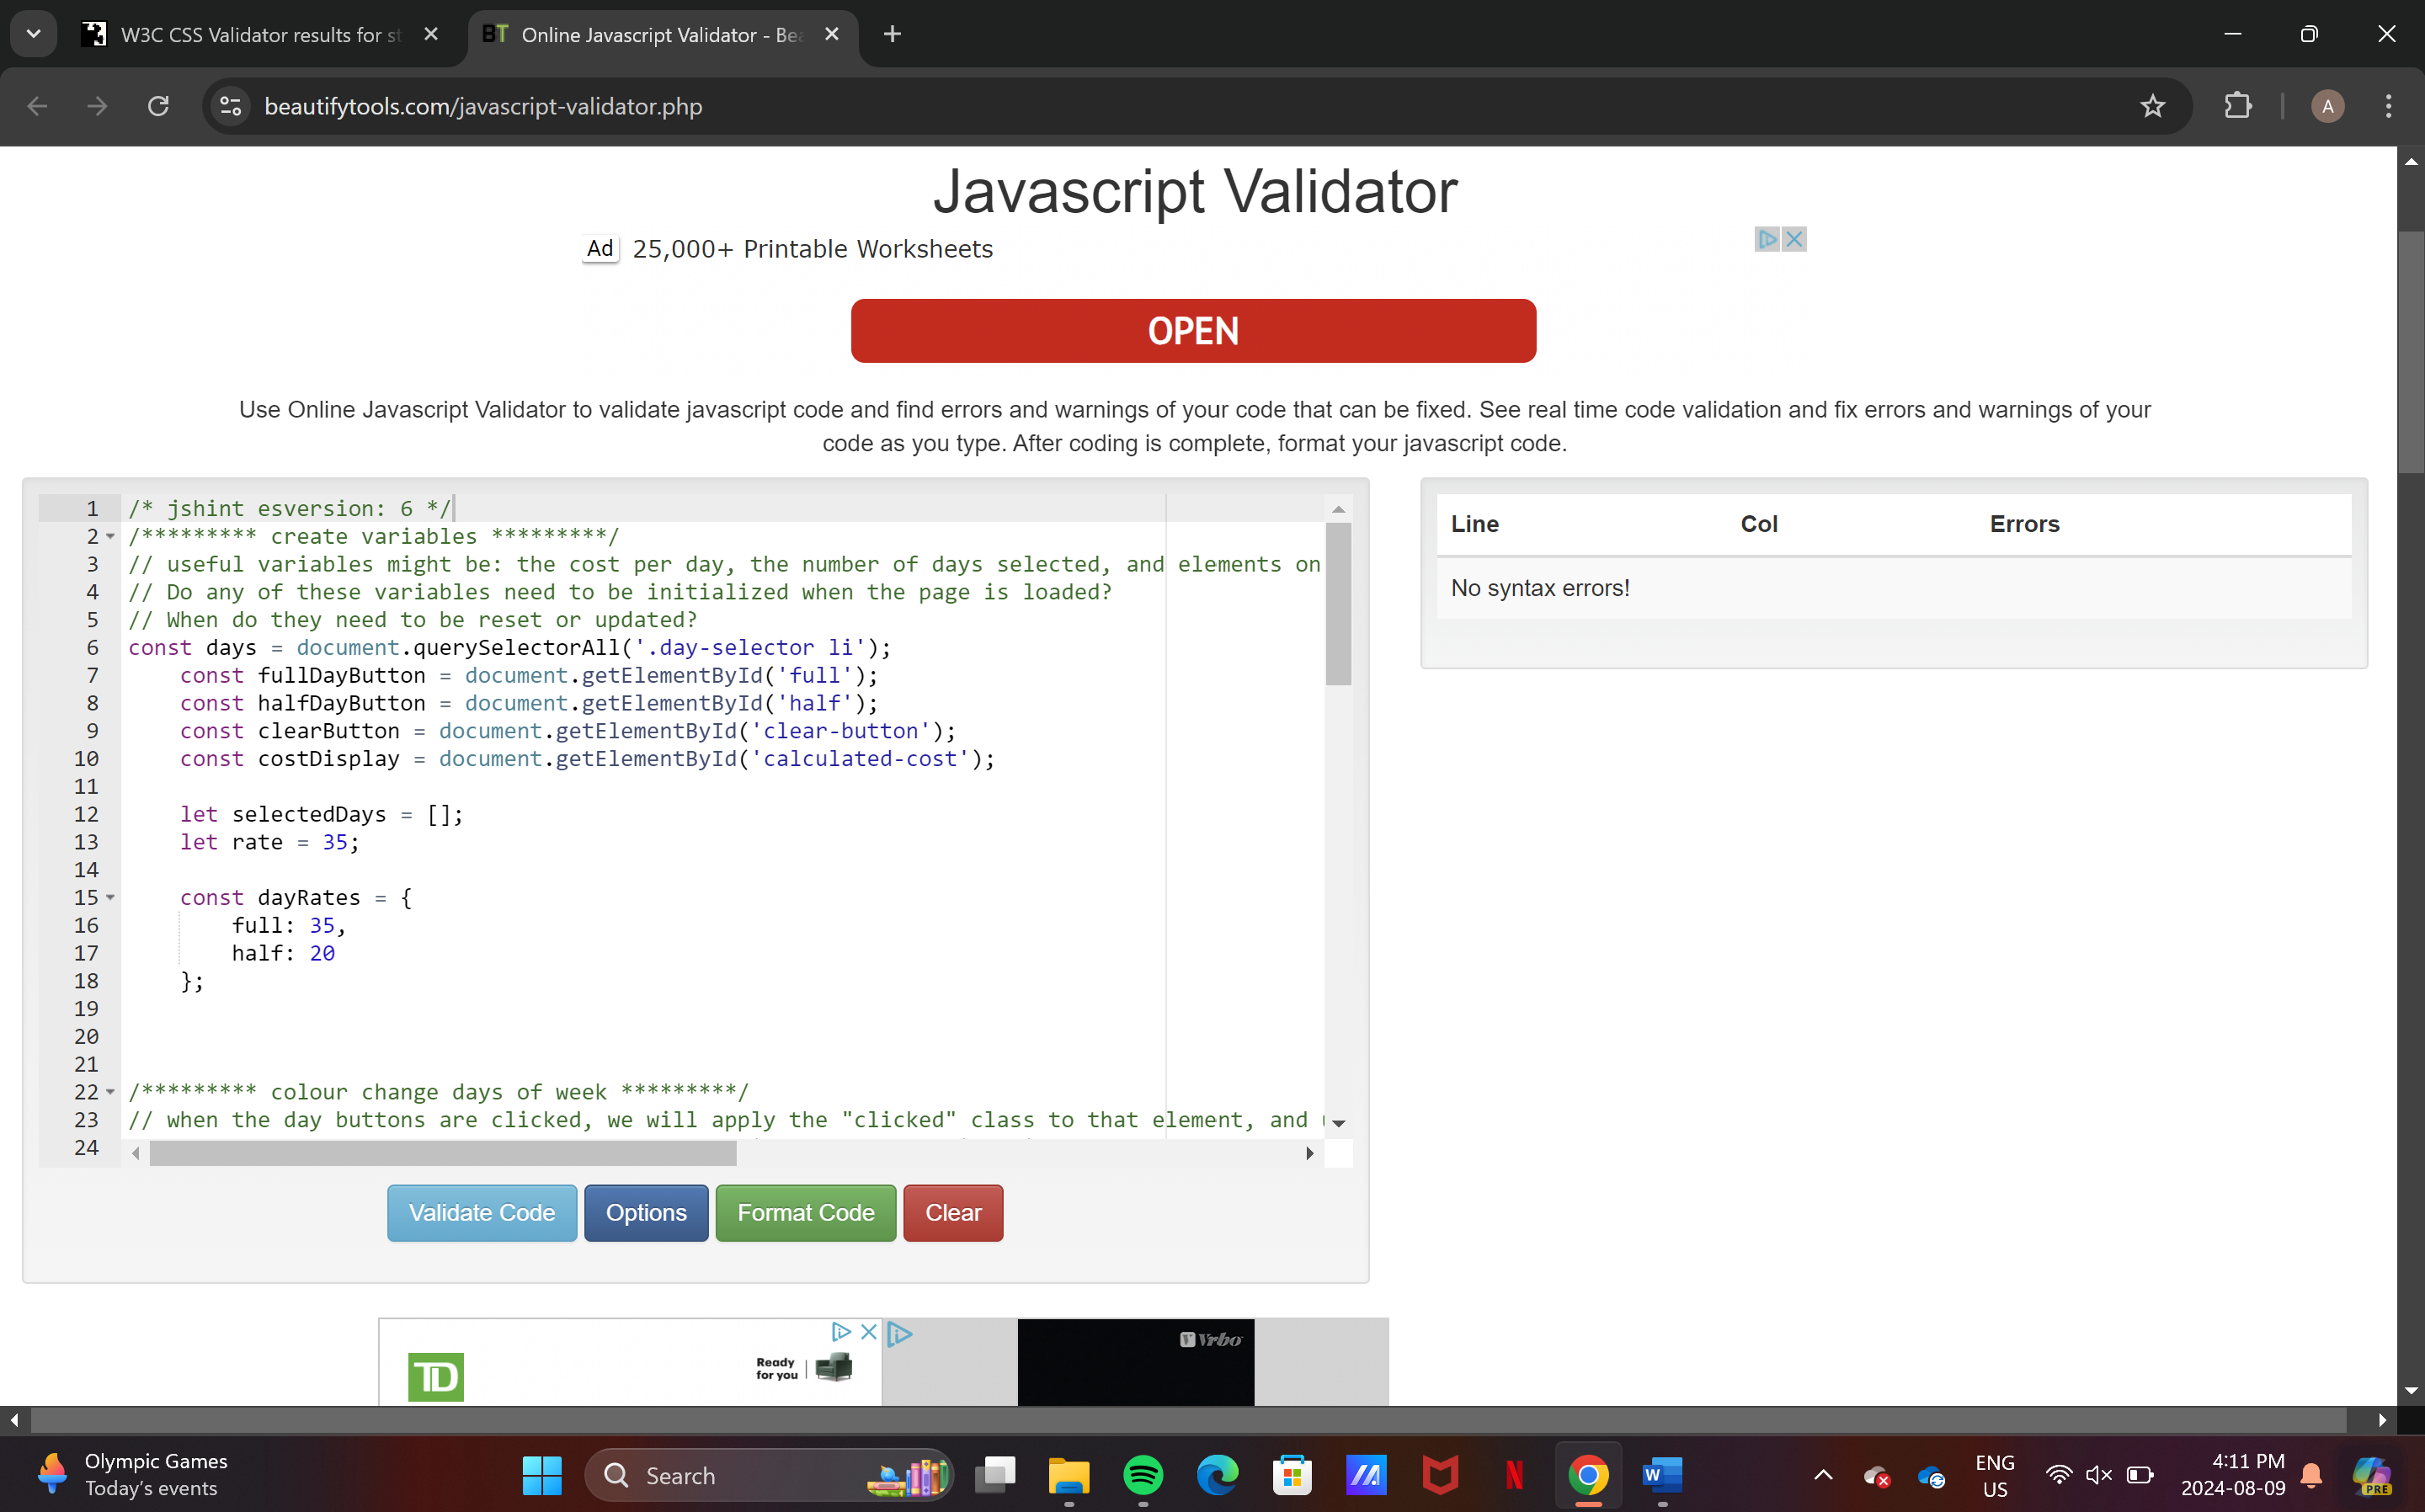 W3C CSS Validator results for st
BT Online Javascript Validator - Bea
beautifytools.com/javascript-validator.php
A
Javascript Validator
Ad 25,000+ Printable Worksheets
OPEN
Use Online Javascript Validator to validate javascript code and find errors and warnings of your code that can be fixed. See real time code validation and fix errors and warnings of your
code as you type. After coding is complete, format your javascript code.
1 /* jshint esversion: 6 */
2 /********* create variables *********/
3 // useful variables might be: the cost per day, the number of days selected, and elements on
4 // Do any of these variables need to be initialized when the page is loaded?
5 // When do they need to be reset or updated?
6 const days = document.querySelectorAll('.day-selector li');
7 const fullDayButton = document.getElementById('full');
8 const halfDayButton = document.getElementById('half');
9 const clearButton = document.getElementById('clear-button');
10 const costDisplay = document.getElementById('calculated-cost');
11
12 let selectedDays = [];
13 let rate = 35;
14
15 const dayRates = {
16 full: 35,
17 half: 20
18 };
19
20
21
22 /********* colour change days of week *********/
23 // when the day buttons are clicked, we will apply the "clicked" class to that element, and
24
Line Col Errors
No syntax errors!
Validate Code Options Format Code Clear
TD
Ready
for you
Vrbo
Olympic Games
Today's events
Search
ENG
US
4:11 PM
2024-08-09
PRE